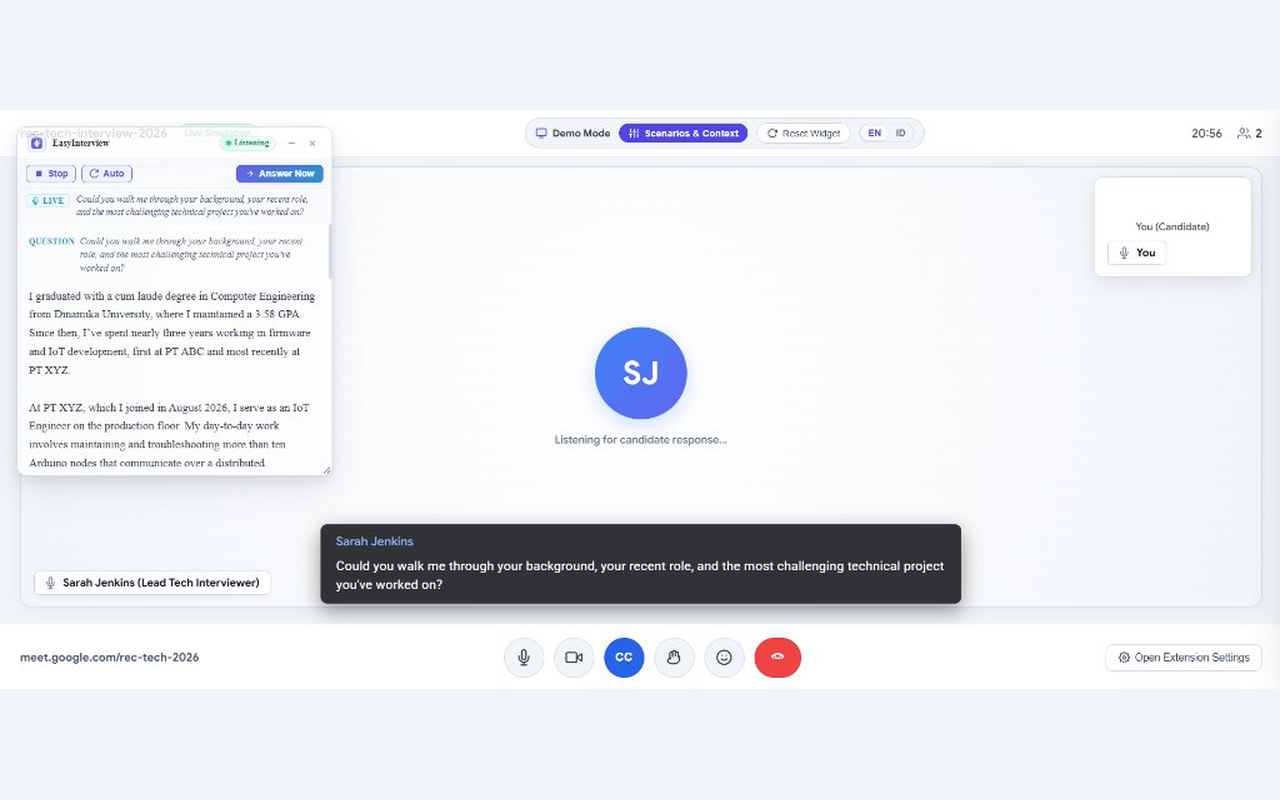 rec-tech-interview-2026
Live Simulation
Demo Mode
Scenarios & Context
Reset Widget
EN
ID
20:56
2
EasyInterview
Listening
Stop
Auto
Answer Now
LIVE
Could you walk me through your background, your recent role,
and the most challenging technical project you've worked on?
QUESTION
Could you walk me through your background, your recent
role, and the most challenging technical project you've
worked on?
I graduated with a cum laude degree in Computer Engineering
from Dinamika University, where I maintained a 3.58 GPA.
Since then, I've spent nearly three years working in firmware
and IoT development, first at PT ABC and most recently at
PT XYZ.
At PT XYZ, which I joined in August 2026, I serve as an IoT
Engineer on the production floor. My day-to-day work
involves maintaining and troubleshooting more than ten
Arduino nodes that communicate over a distributed
You (Candidate)
You
SJ
Listening for candidate response...
Sarah Jenkins
Could you walk me through your background, your recent role, and the most challenging technical project
you've worked on?
Sarah Jenkins (Lead Tech Interviewer)
meet.google.com/rec-tech-2026
CC
Open Extension Settings